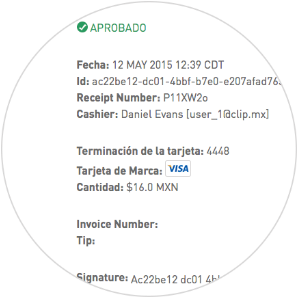 APROBADO
Fecha: 12 MAY 2015 12:39 CDT
Id: ac22be12-dc01-4bbf-b7e0-e207afad76
Receipt Number: P11XW2o
Cashier: Daniel Evans [user_1@clip.mx]
Terminación de la tarjeta: 4448
Tarjeta de Marca: VISA
Cantidad: $16.0 MXN
Invoice Number:
Tip:
Signature: Ac22be12 dc01 4b